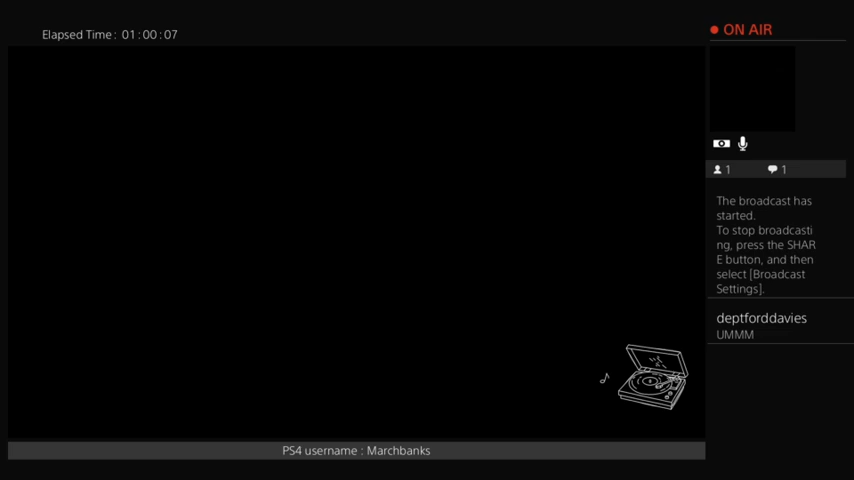 Elapsed Time: 01:00:07
ON AIR
1 1
The broadcast has
started.
To stop broadcasti
ng, press the SHAR
E button, and then
select [Broadcast
Settings].
deptforddavies
UMMM
PS4 username : Marchbanks